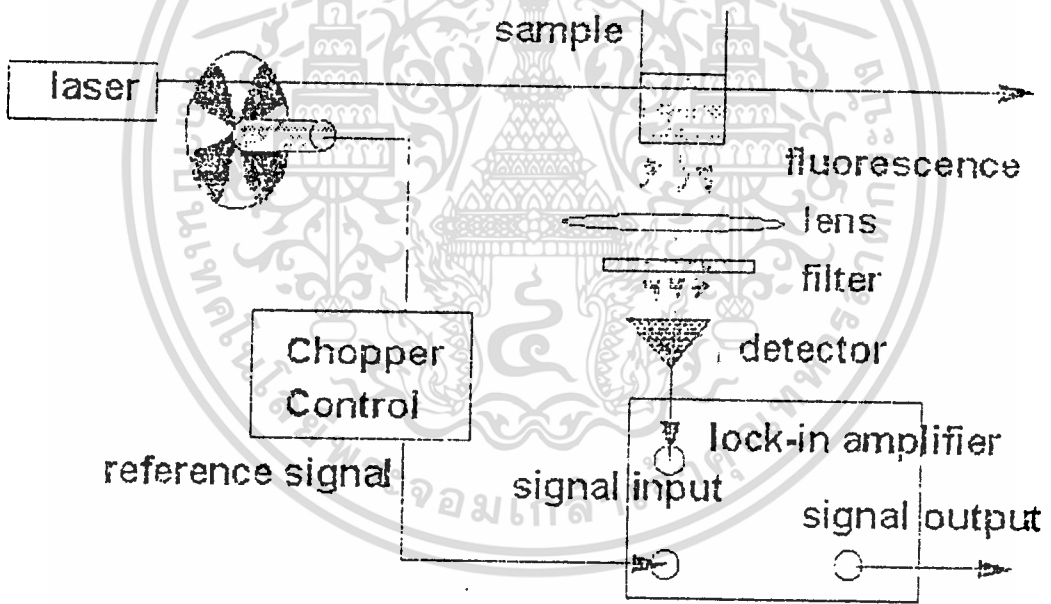 sample
laser
fluorescence
lens
filter
Chopper
Control
detector
lock-in amplifier
reference signal
signal input
signal output